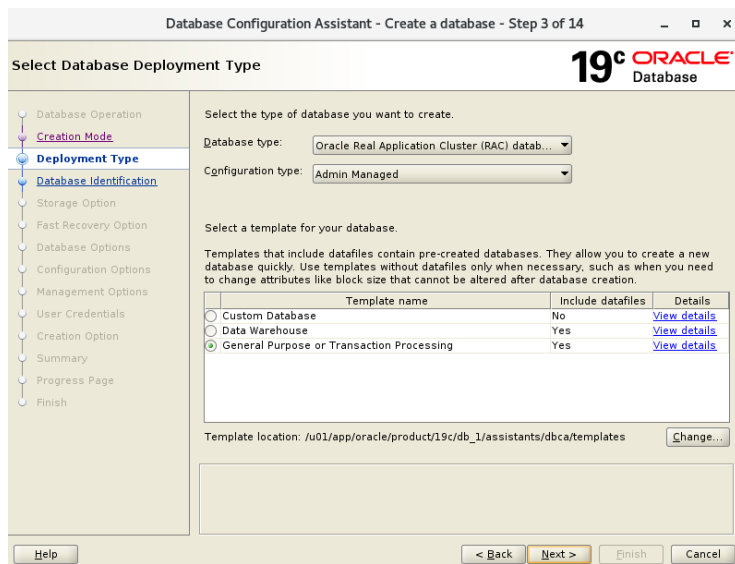 Database Configuration Assistant - Create a database - Step 3 of 14
Select Database Deployment Type
19c ORACLE
Database
Database Operation
Creation Mode
Deployment Type
Database Identification
Storage Option
Fast Recovery Option
Database Options
Configuration Options
Management Options
User Credentials
Creation Option
Summary
Progress Page
Finish
Select the type of database you want to create.
Database type: Oracle Real Application Cluster (RAC) datab...
Configuration type: Admin Managed
Select a template for your database.
Templates that include datafiles contain pre-created databases. They allow you to create a new
database quickly. Use templates without datafiles only when necessary, such as when you need
to change attributes like block size that cannot be altered after database creation.
Template name Include datafiles Details
Custom Database No View details
Data Warehouse Yes View details
General Purpose or Transaction Processing Yes View details
Template location: /u01/app/oracle/product/19c/db_1/assistants/dbca/templates Change...
Help < Back Next > Finish Cancel